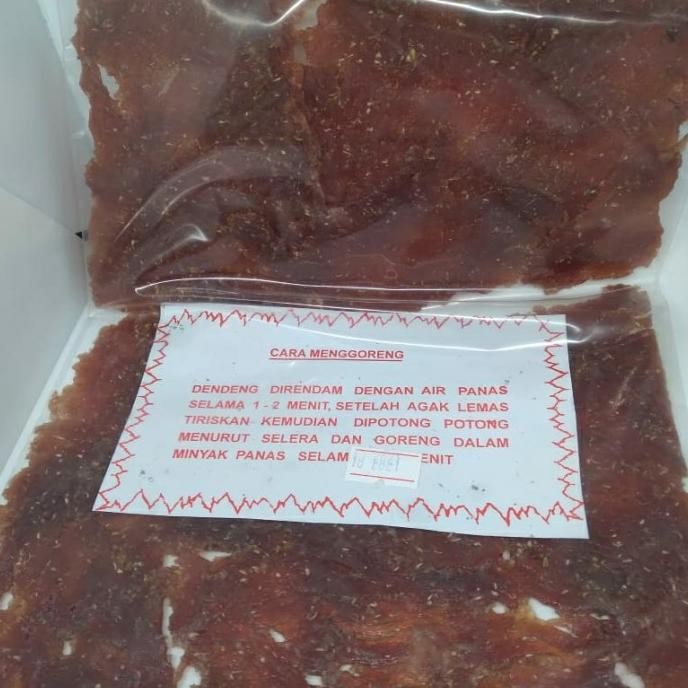 CARA MENGGORENG
DENDENG DIRENDAM DENGAN AIR PANAS
SELAMA 1 - 2 MENIT, SETELAH AGAK LEMAS
TIRISKAN KEMUDIAN DIPOTONG POTONG
MENURUT SELERA DAN GORENG DALAM
MINYAK PANAS SELAM ENIT